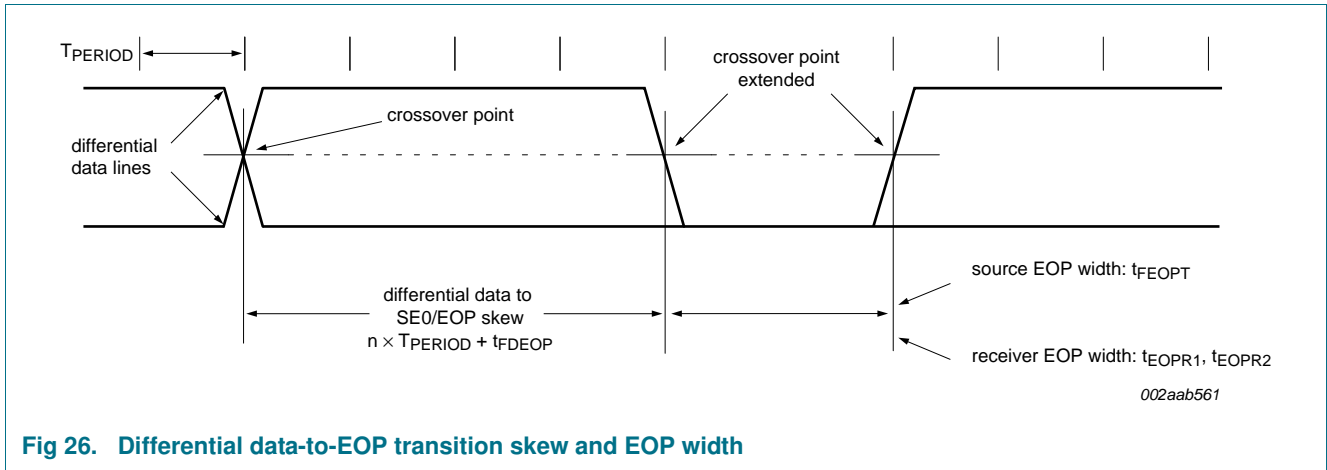 TPERIOD
crossover point
extended
crossover point
differential
data lines
differential data to
SE0/EOP skew
n × TPERIOD + tFDEOP
source EOP width: tFEOPT
receiver EOP width: tEOPR1, tEOPR2
002aab561
Fig 26. Differential data-to-EOP transition skew and EOP width